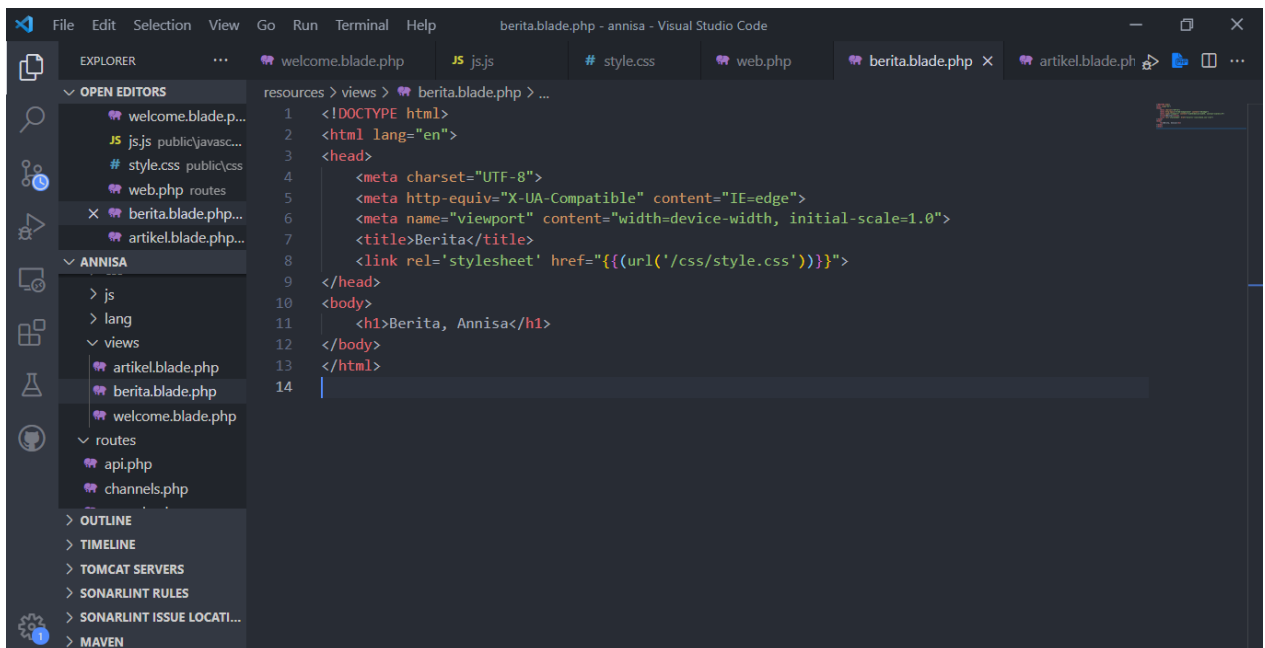 File Edit Selection View Go Run Terminal Help berita.blade.php - annisa - Visual Studio Code
EXPLORER ...
welcome.blade.php JS js.js # style.css web.php berita.blade.php × artikel.blade.ph ...
OPEN EDITORS
welcome.blade.p...
JS js.js public\javasc...
# style.css public\css
web.php routes
× berita.blade.php...
artikel.blade.php...
ANNISA
> js
> lang
views
artikel.blade.php
berita.blade.php
welcome.blade.php
routes
api.php
channels.php
> OUTLINE
> TIMELINE
> TOMCAT SERVERS
> SONARLINT RULES
> SONARLINT ISSUE LOCATI...
> MAVEN
1
resources > views > berita.blade.php > ...
1 <!DOCTYPE html>
2 <html lang="en">
3 <head>
4 <meta charset="UTF-8">
5 <meta http-equiv="X-UA-Compatible" content="IE=edge">
6 <meta name="viewport" content="width=device-width, initial-scale=1.0">
7 <title>Berita</title>
8 <link rel='stylesheet' href="{{(url('/css/style.css'))}}">
9 </head>
10 <body>
11 <h1>Berita, Annisa</h1>
12 </body>
13 </html>
14